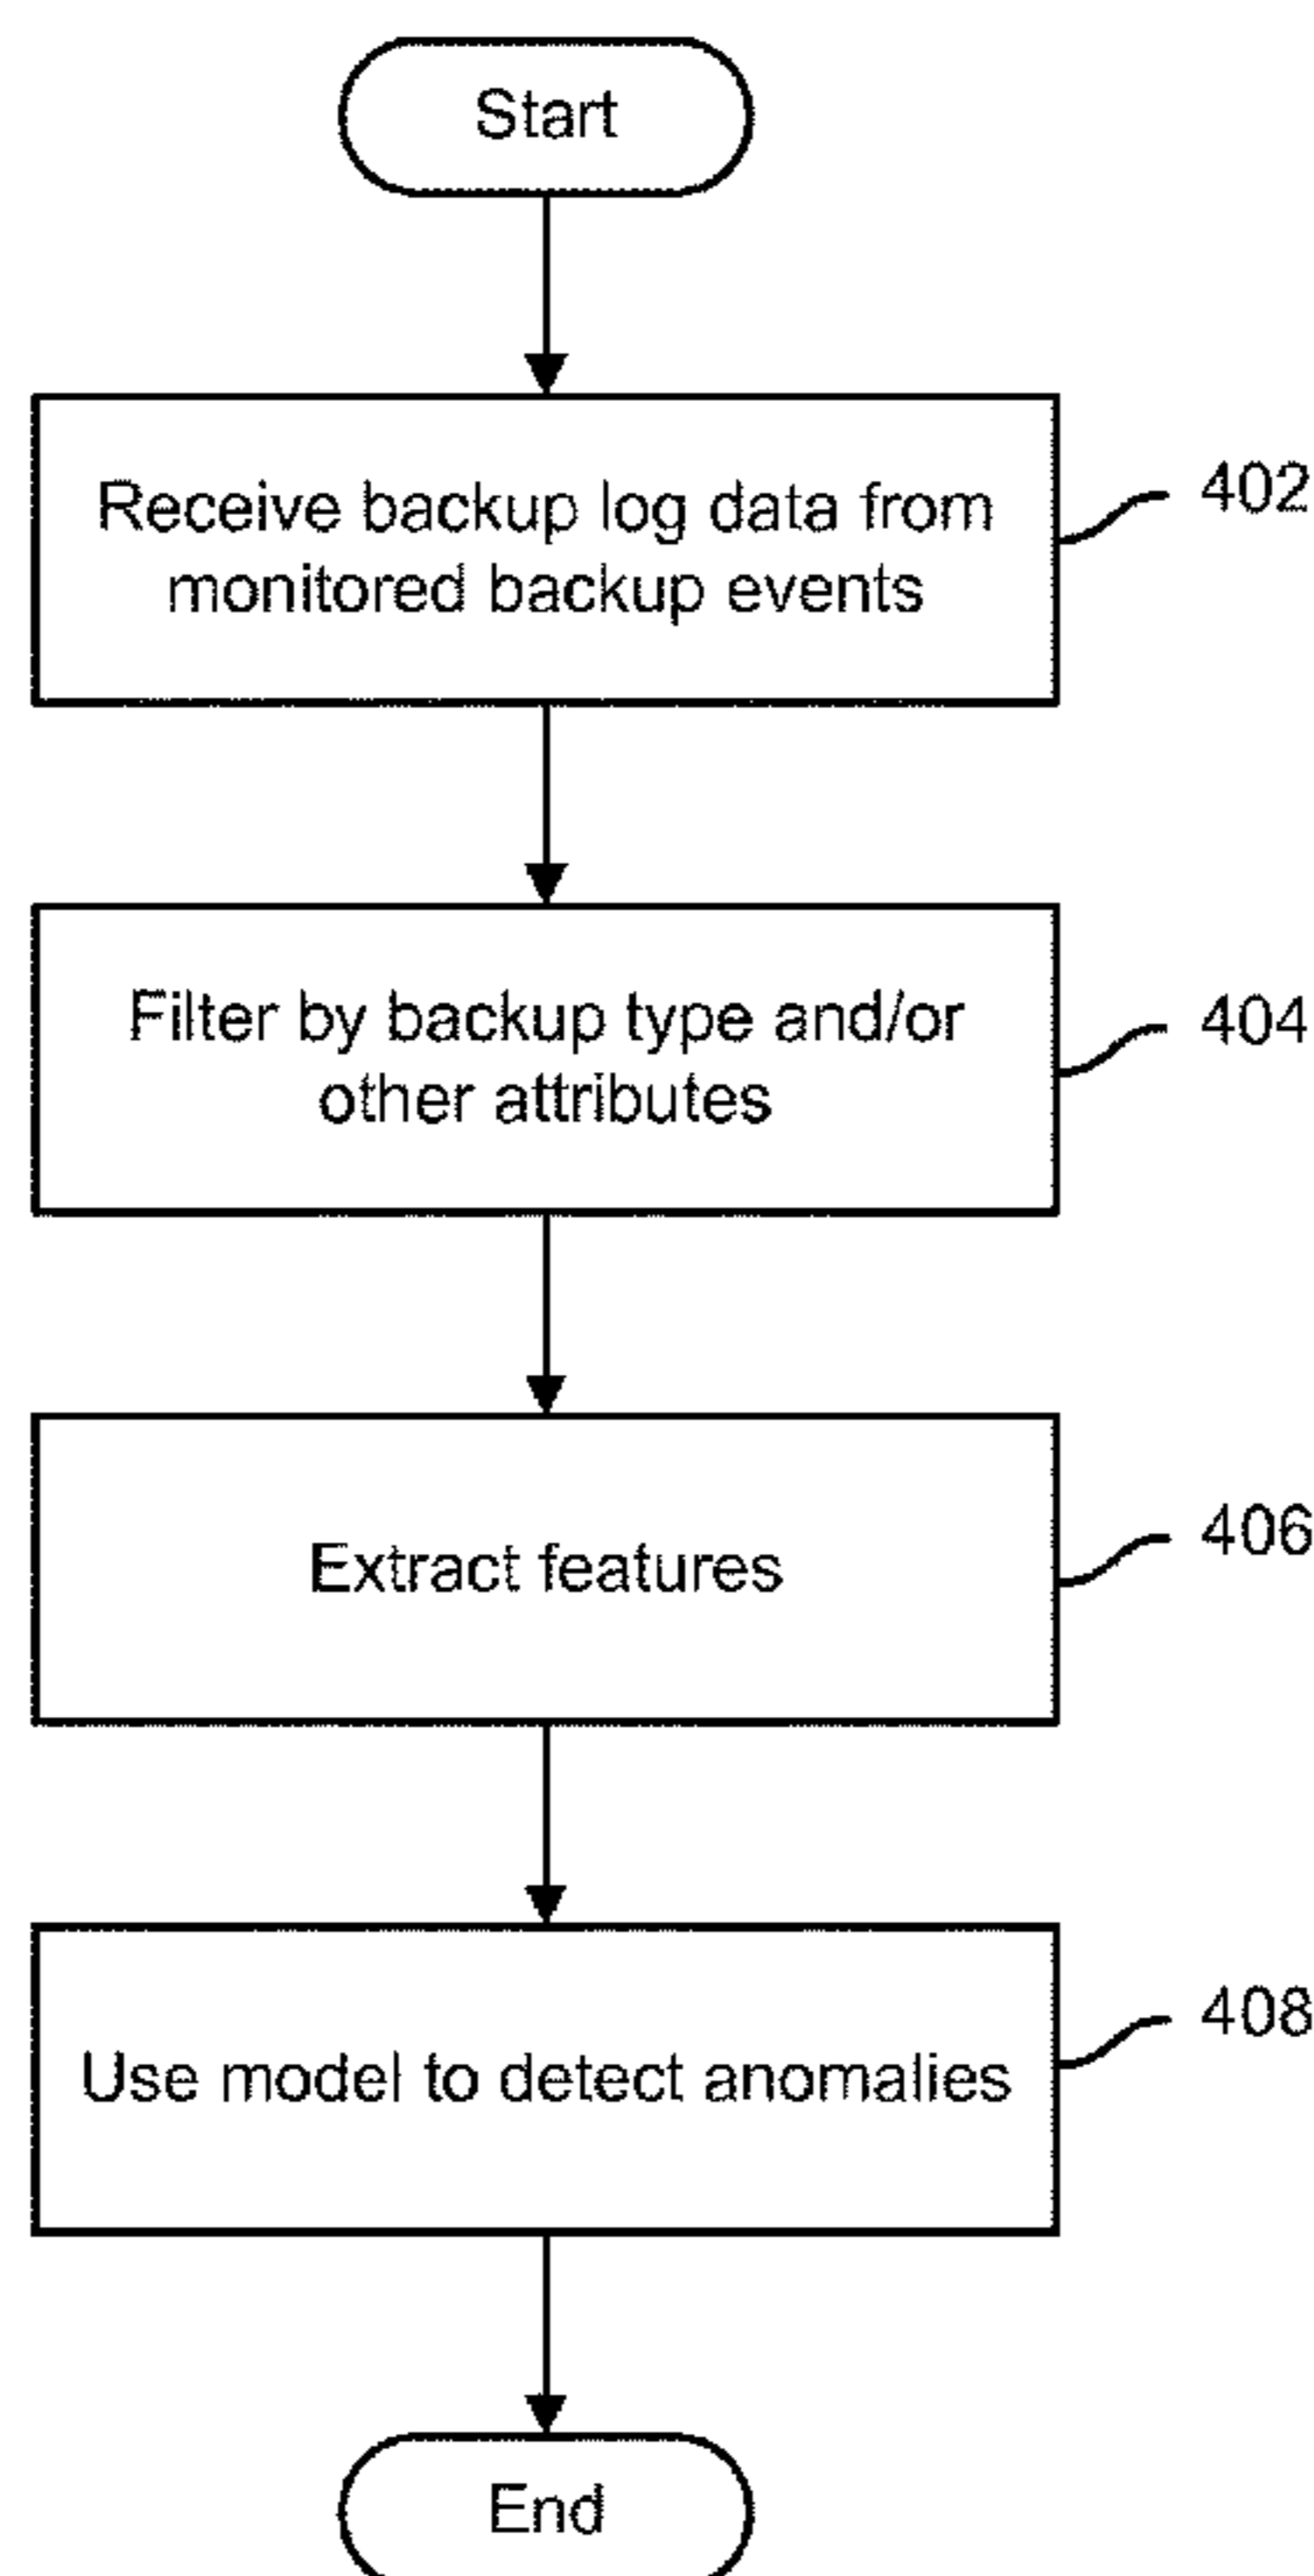 Start
Receive backup log data from
monitored backup events
402
Filter by backup type and/or
other attributes
404
Extract features
406
Use model to detect anomalies
408
End